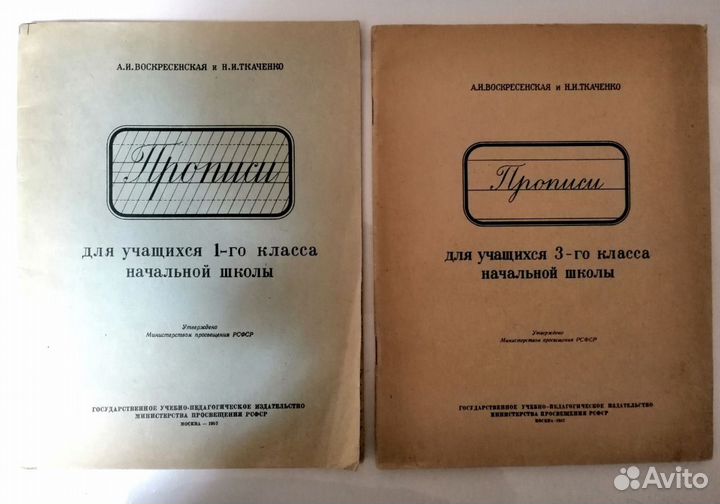 А.И.ВОСКРЕСЕНСКАЯ и Н.И.ТКАЧЕНКО
Прописи
ДЛЯ УЧАЩИХСЯ 1-ГО КЛАССА
НАЧАЛЬНОЙ ШКОЛЫ
Утверждено
Министерством просвещения РСФСР
ГОСУДАРСТВЕННОЕ УЧЕБНО-ПЕДАГОГИЧЕСКОЕ ИЗДАТЕЛЬСТВО
МИНИСТЕРСТВА ПРОСВЕЩЕНИЯ РСФСР
МОСКВА — 1957
А.И.ВОСКРЕСЕНСКАЯ и Н.И.ТКАЧЕНКО
Прописи
ДЛЯ УЧАЩИХСЯ 3-ГО КЛАССА
НАЧАЛЬНОЙ ШКОЛЫ
Утверждено
Министерством просвещения РСФСР
ГОСУДАРСТВЕННОЕ УЧЕБНО-ПЕДАГОГИЧЕСКОЕ ИЗДАТЕЛЬСТВО
МИНИСТЕРСТВА ПРОСВЕЩЕНИЯ РСФСР
МОСКВА—1957
Avito